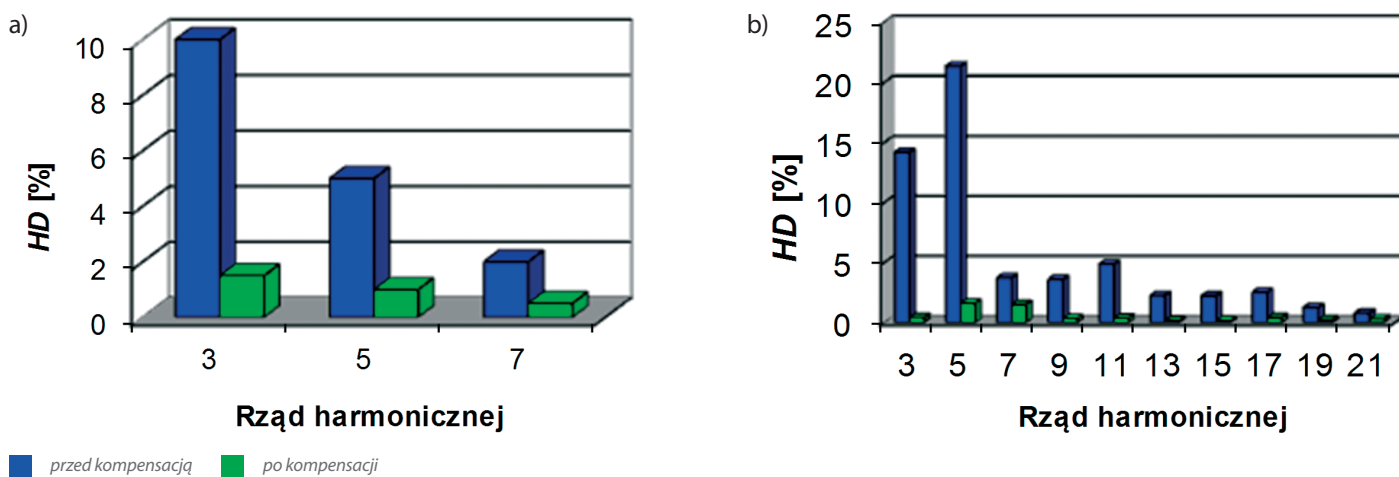 a)
HD [%]
10
8
6
4
2
0
3 5 7
Rząd harmonicznej
b)
HD [%]
25
20
15
10
5
0
3 5 7 9 11 13 15 17 19 21
Rząd harmonicznej
przed kompensacją po kompensacji